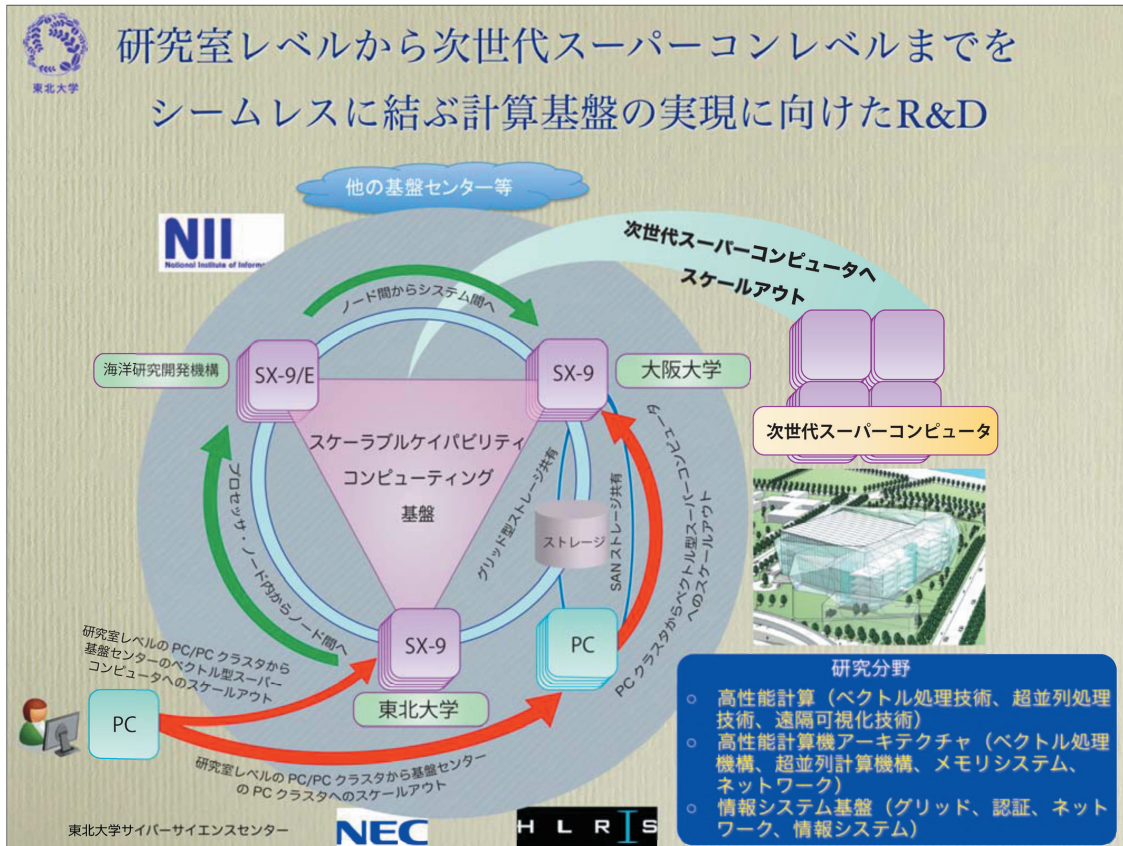 東北大学
研究室レベルから次世代スーパーコンレベルまでを
シームレスに結ぶ計算基盤の実現に向けたR&D
他の基盤センター等
NII
National Institute of Inform
次世代スーパーコンピュータへ
スケールアウト
ノード間からシステム間へ
海洋研究開発機構
SX-9/E
SX-9
大阪大学
次世代スーパーコンピュータ
スケーラブルケイパビリティ
コンピューティング
基盤
プロセッサ・ノード内からノード間へ
グリッド型ストレージ共有
ストレージ
SANストレージ共有
PCクラスタからベクトル型スーパーコンピュータ
へのスケールアウト
SX-9
東北大学
PC
研究室レベルの PC/PC クラスタから
基盤センターのベクトル型スーパー
コンピュータへのスケールアウト
PC
研究室レベルの PC/PC クラスタから基盤センター
の PC クラスタへのスケールアウト
研究分野
○ 高性能計算（ベクトル処理技術、超並列処理
技術、遠隔可視化技術）
○ 高性能計算機アーキテクチャ（ベクトル処理
機構、超並列計算機構、メモリシステム、
ネットワーク）
○ 情報システム基盤（グリッド、認証、ネット
ワーク、情報システム）
東北大学サイバーサイエンスセンター
NEC
H L R I S